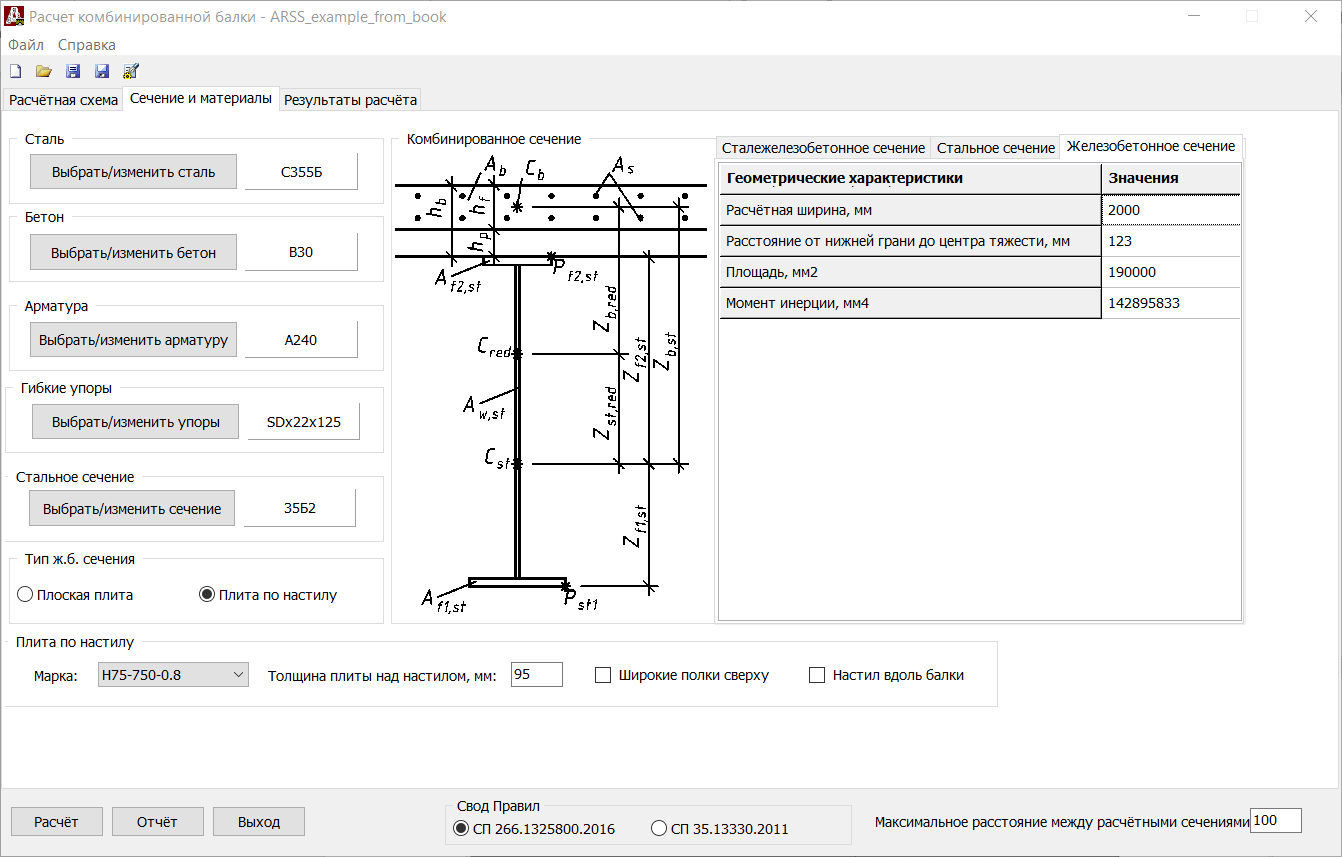 Расчет комбинированной балки - ARSS_example_from_book
Файл Справка
Расчётная схема Сечение и материалы Результаты расчёта
Сталь
Выбрать/изменить сталь С355Б
Бетон
Выбрать/изменить бетон B30
Арматура
Выбрать/изменить арматуру A240
Гибкие упоры
Выбрать/изменить упоры SDx22x125
Стальное сечение
Выбрать/изменить сечение 35Б2
Тип ж.б. сечения
Плоская плита Плита по настилу
Комбинированное сечение
A b C b A s
h b h f
h p
A f2,st P f2,st
Z b,red
C red
Z f2,st
Z b,st
A w,st
Z st,red
C st
Z f1,st
A f1,st P st1
Сталежелезобетонное сечение Стальное сечение Железобетонное сечение
Геометрические характеристики Значения
Расчётная ширина, мм 2000
Расстояние от нижней грани до центра тяжести, мм 123
Площадь, мм2 190000
Момент инерции, мм4 142895833
Плита по настилу
Марка: Н75-750-0.8 Толщина плиты над настилом, мм: 95 Широкие полки сверху Настил вдоль балки
Расчёт Отчёт Выход
Свод Правил
СП 266.1325800.2016 СП 35.13330.2011
Максимальное расстояние между расчётными сечениями 100